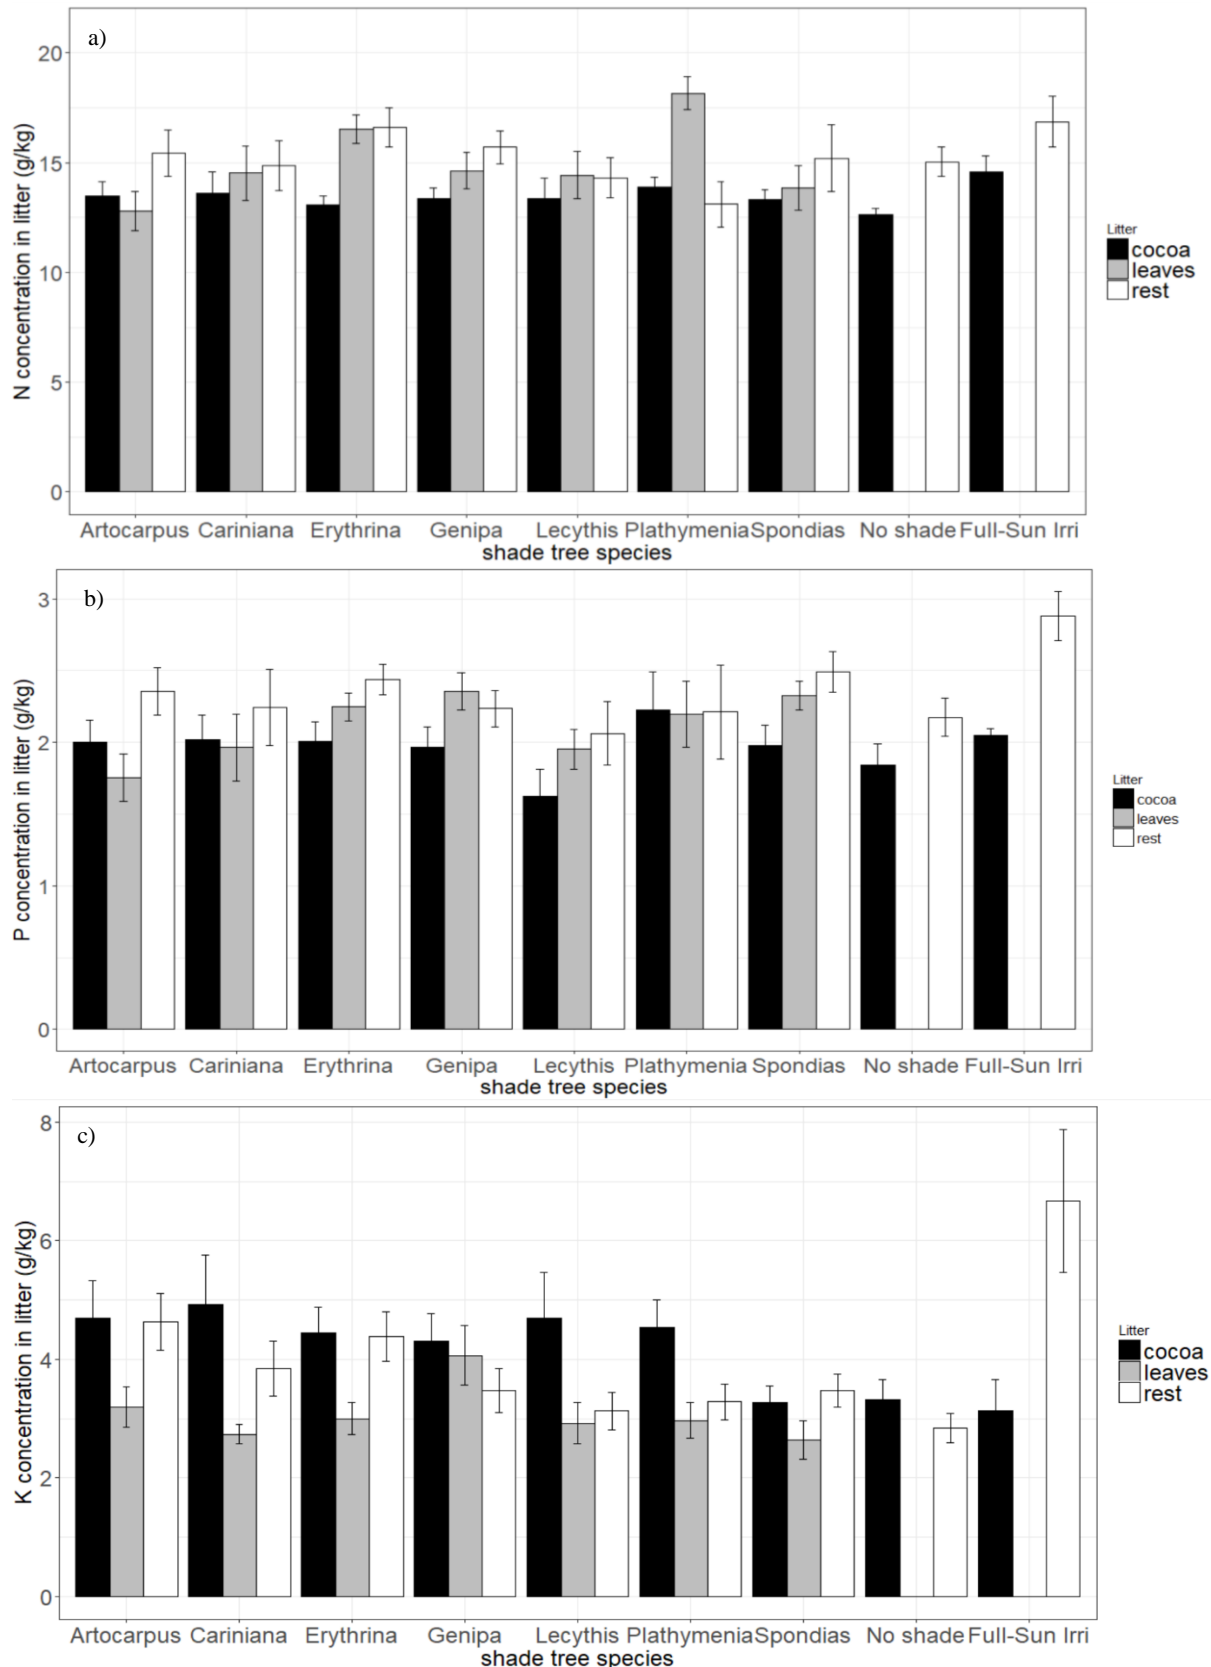 a)
N concentration in litter (g/kg)
20
15
10
5
0
Artocarpus Cariniana Erythrina Genipa Lecythis Plathymenia Spondias No shade Full-Sun Irri
shade tree species
Litter
cocoa
leaves
rest
b)
P concentration in litter (g/kg)
3
2
1
0
Artocarpus Cariniana Erythrina Genipa Lecythis Plathymenia Spondias No shade Full-Sun Irri
shade tree species
Litter
cocoa
leaves
rest
c)
K concentration in litter (g/kg)
8
6
4
2
0
Artocarpus Cariniana Erythrina Genipa Lecythis Plathymenia Spondias No shade Full-Sun Irri
shade tree species
Litter
cocoa
leaves
rest